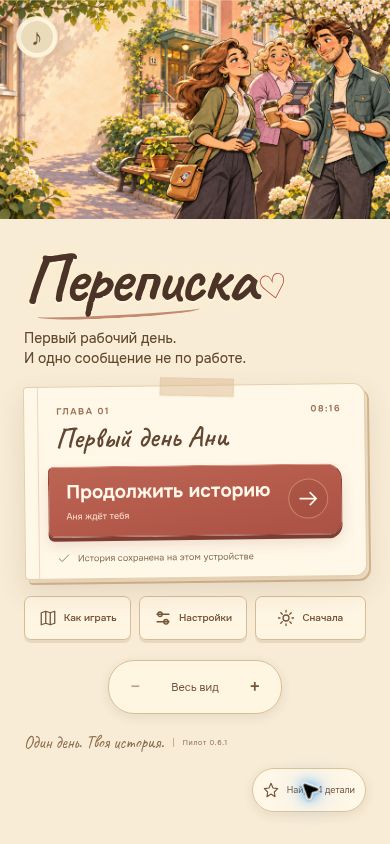 Переписка
Первый рабочий день.
И одно сообщение не по работе.
ГЛАВА 01
08:16
Первый день Ани
Продолжить историю
Аня ждёт тебя
История сохранена на этом устройстве
Как играть
Настройки
Сначала
− Весь вид +
Один день. Твоя история.
Пилот 0.6.1
детали